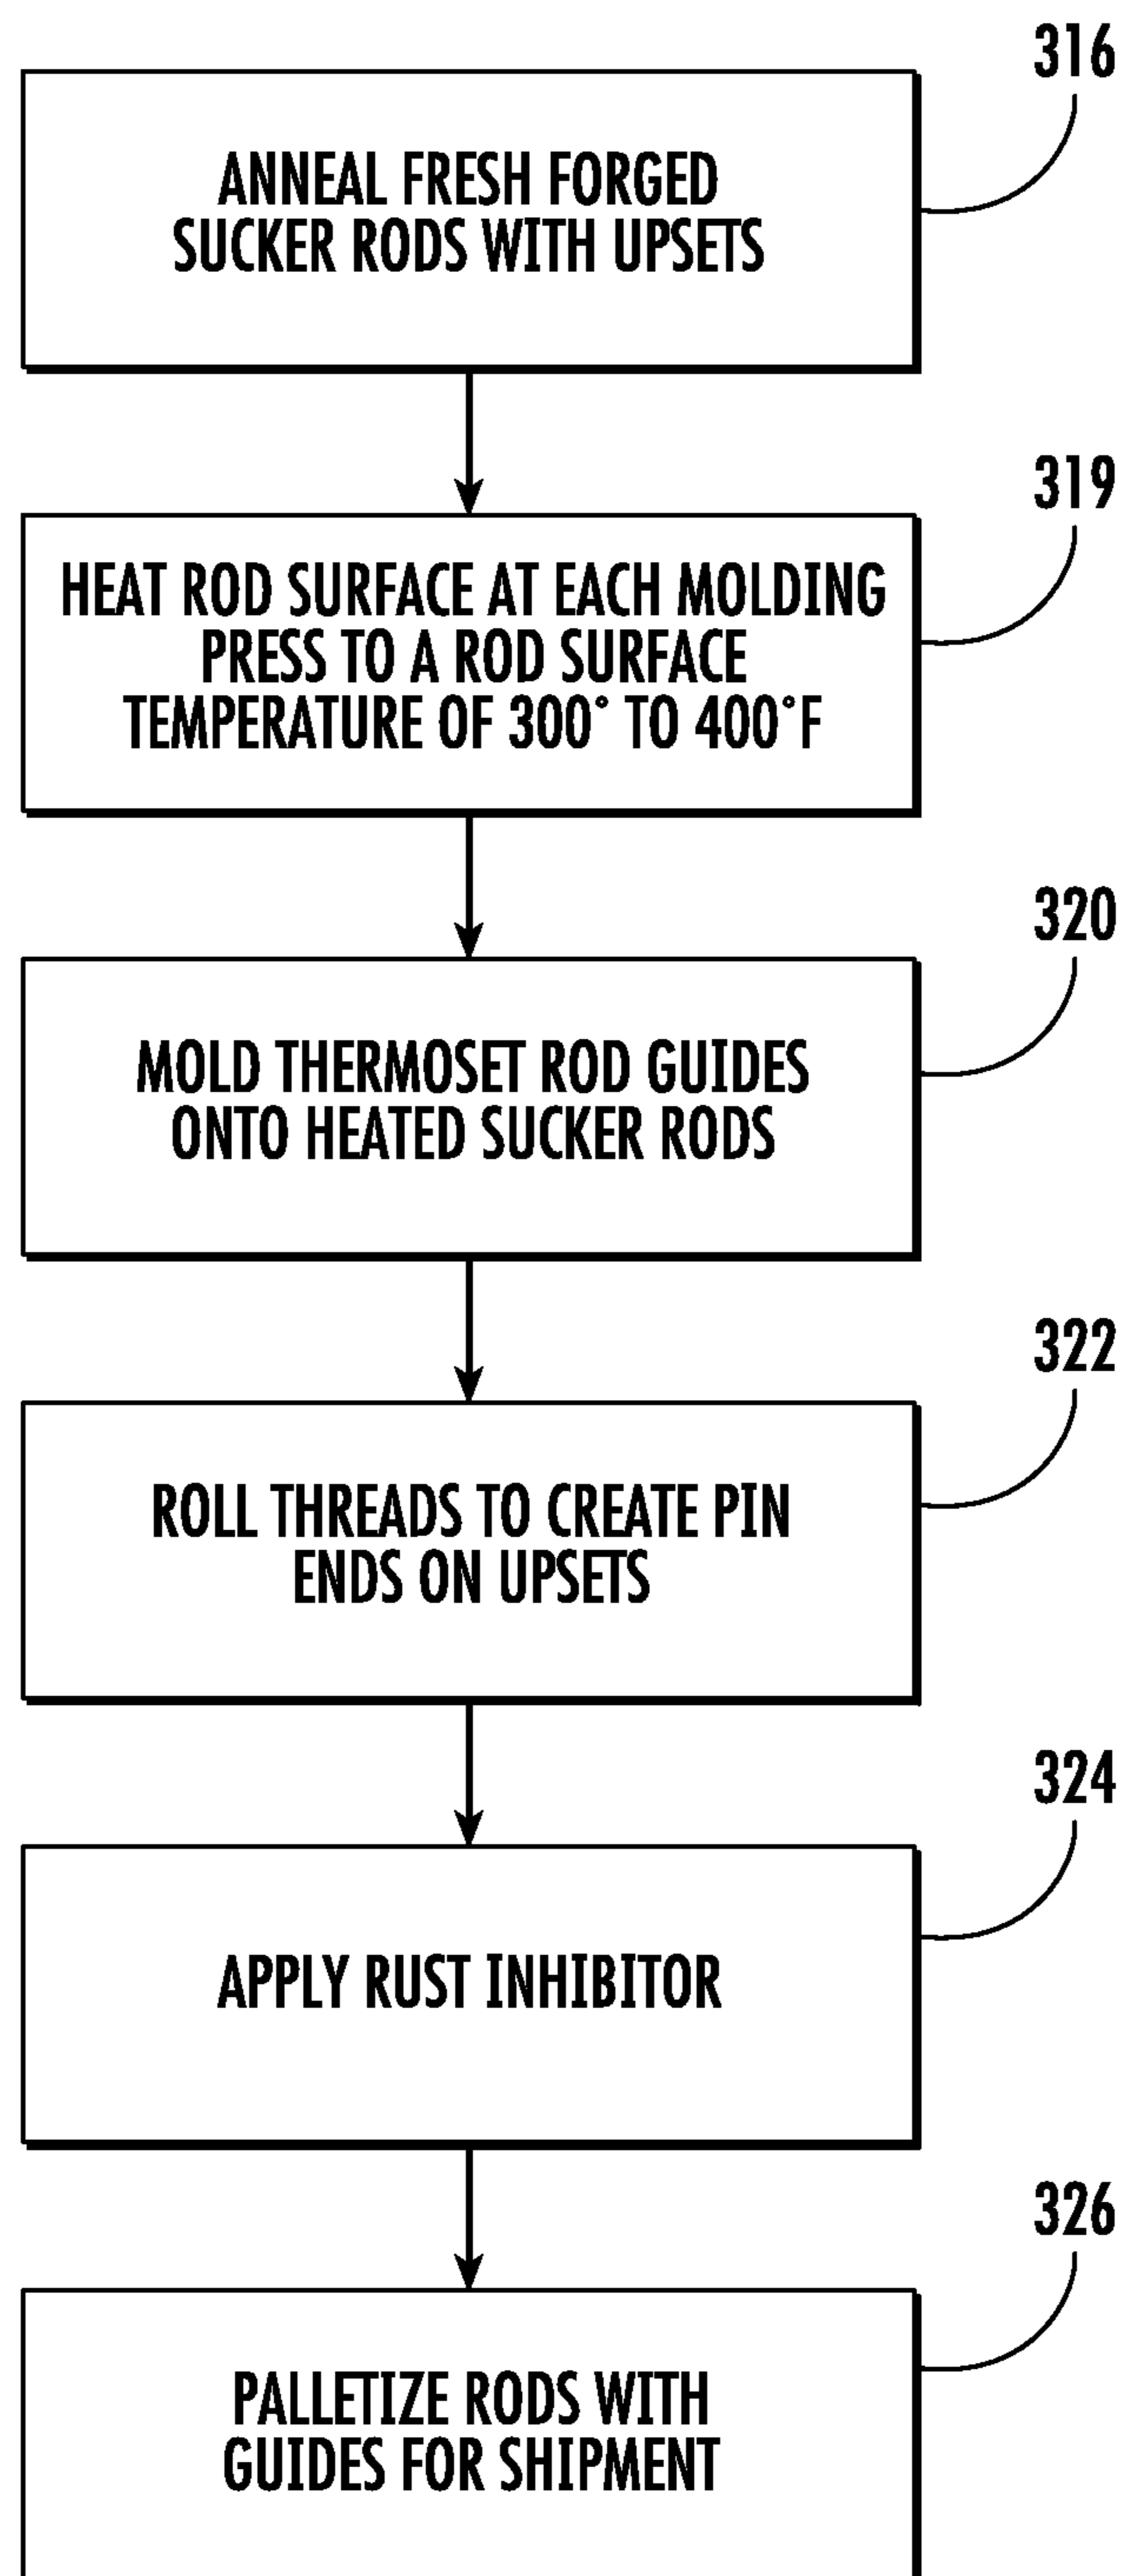 316
ANNEAL FRESH FORGED
SUCKER RODS WITH UPSETS
319
HEAT ROD SURFACE AT EACH MOLDING
PRESS TO A ROD SURFACE
TEMPERATURE OF 300° TO 400°F
320
MOLD THERMOSET ROD GUIDES
ONTO HEATED SUCKER RODS
322
ROLL THREADS TO CREATE PIN
ENDS ON UPSETS
324
APPLY RUST INHIBITOR
326
PALLETIZE RODS WITH
GUIDES FOR SHIPMENT